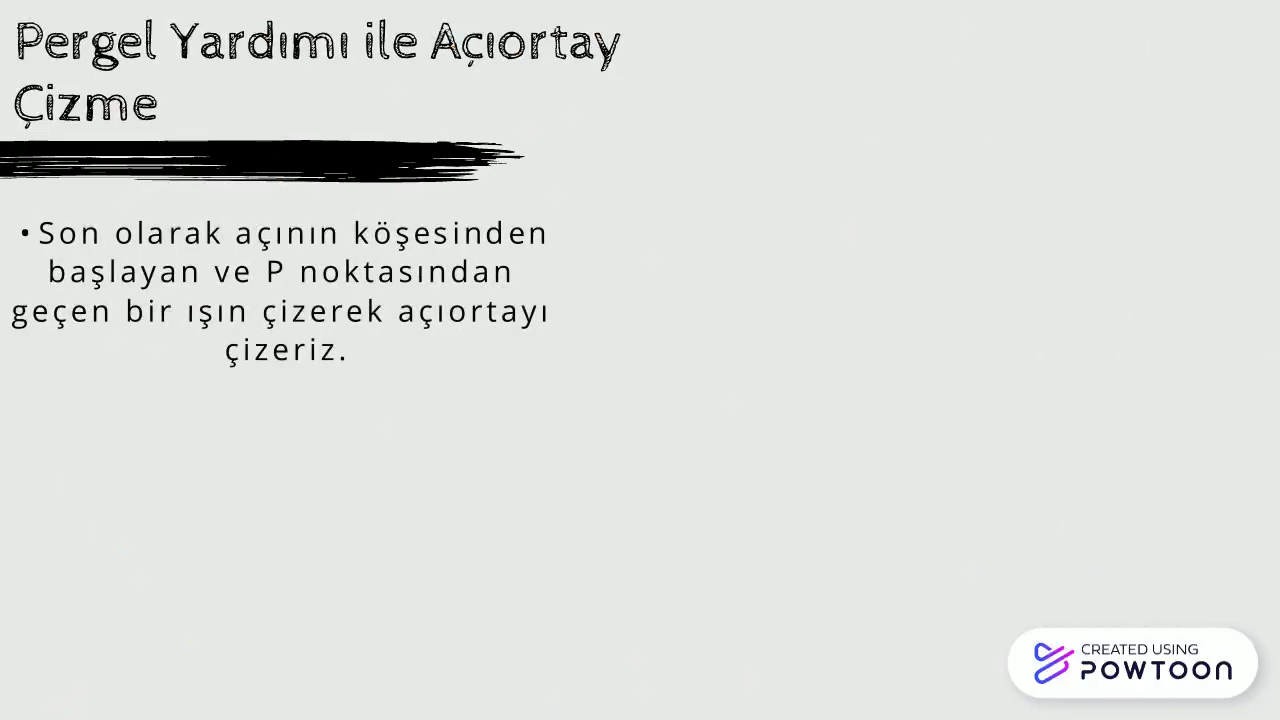 Pergel Yardımı ile Açıortay
Çizme
• Son olarak açının köşesinden
başlayan ve P noktasından
geçen bir ışın çizerek açıortayı
çizeriz.
CREATED USING
POWTOON